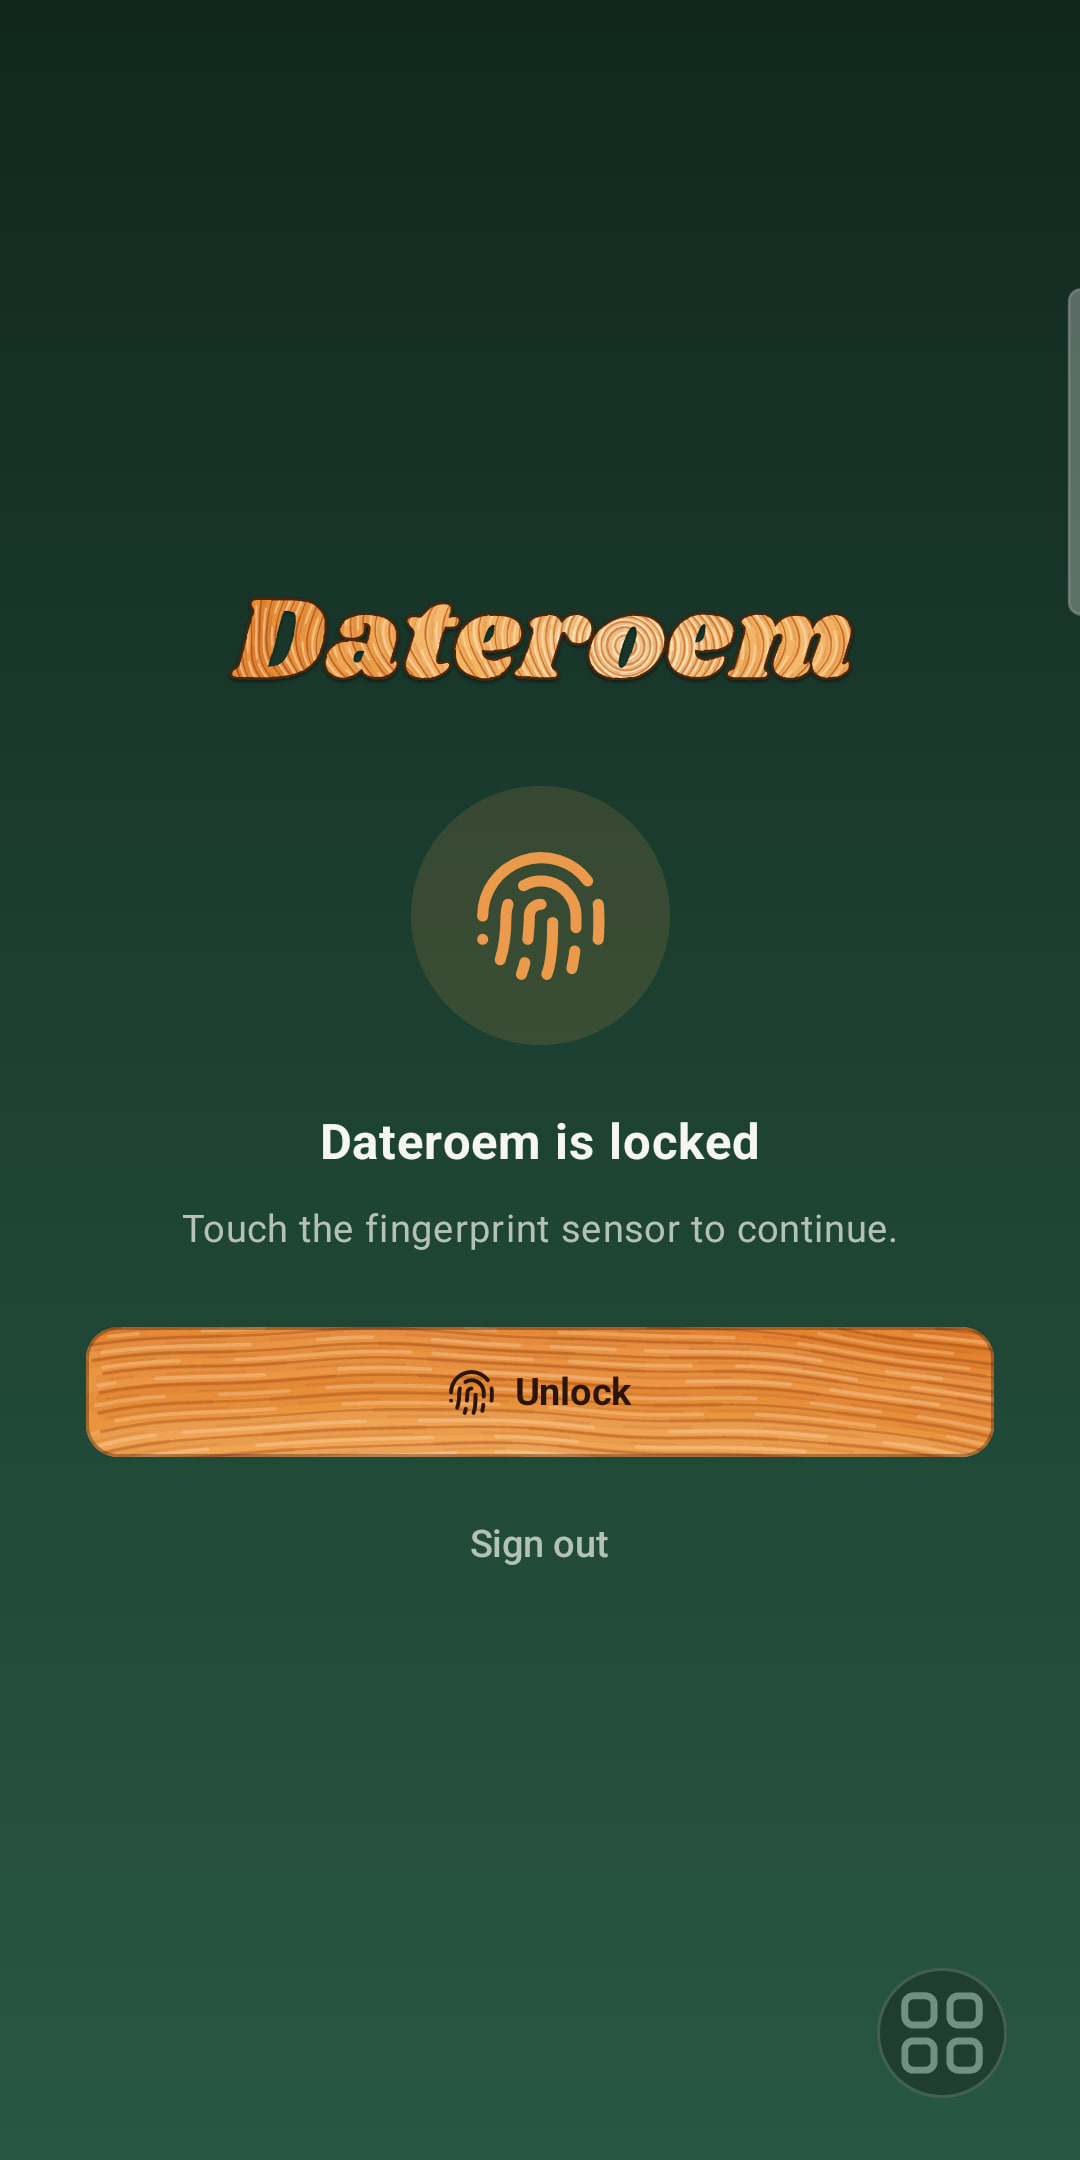 Dateroem
Dateroem is locked
Touch the fingerprint sensor to continue.
Unlock
Sign out